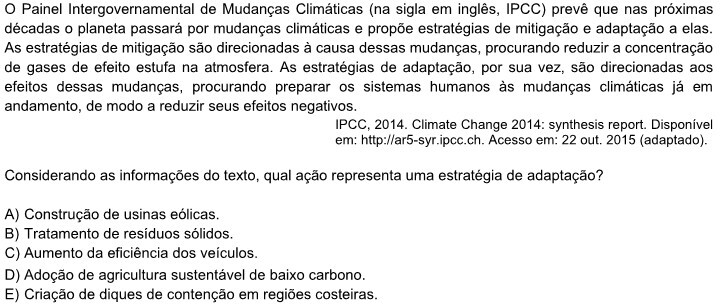 O Painel Intergovernamental de Mudanças Climáticas (na sigla em inglês, IPCC) prevê que nas próximas
décadas o planeta passará por mudanças climáticas e propõe estratégias de mitigação e adaptação a elas.
As estratégias de mitigação são direcionadas à causa dessas mudanças, procurando reduzir a concentração
de gases de efeito estufa na atmosfera. As estratégias de adaptação, por sua vez, são direcionadas aos
efeitos dessas mudanças, procurando preparar os sistemas humanos às mudanças climáticas já em
andamento, de modo a reduzir seus efeitos negativos.
IPCC, 2014. Climate Change 2014: synthesis report. Disponível
em: http://ar5-syr.ipcc.ch. Acesso em: 22 out. 2015 (adaptado).
Considerando as informações do texto, qual ação representa uma estratégia de adaptação?
A) Construção de usinas eólicas.
B) Tratamento de resíduos sólidos.
C) Aumento da eficiência dos veículos.
D) Adoção de agricultura sustentável de baixo carbono.
E) Criação de diques de contenção em regiões costeiras.